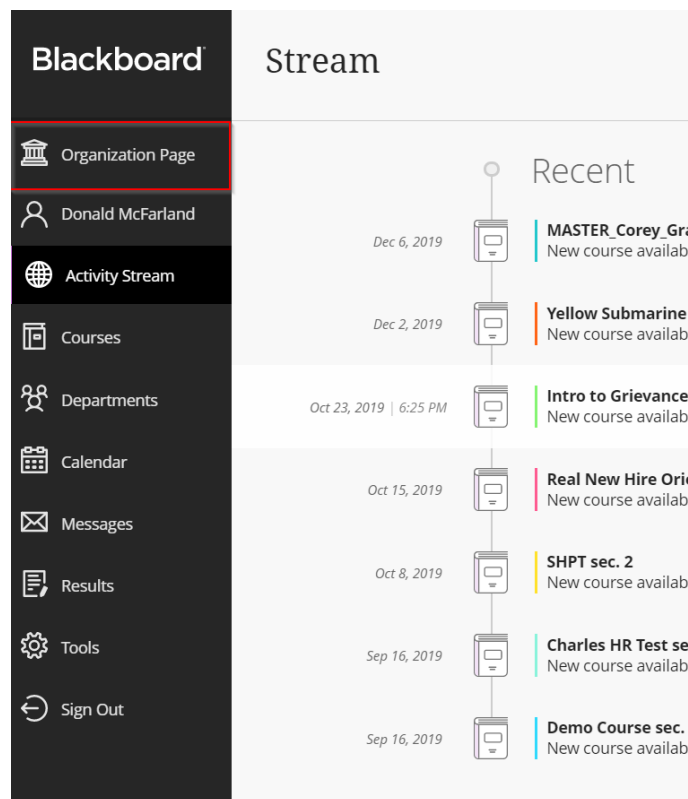 Blackboard
Stream
Organization Page
Donald McFarland
Activity Stream
Courses
Departments
Calendar
Messages
Results
Tools
Sign Out
Recent
Dec 6, 2019
MASTER_Corey_Gra
New course availab
Dec 2, 2019
Yellow Submarine
New course availab
Oct 23, 2019 | 6:25 PM
Intro to Grievance
New course availab
Oct 15, 2019
Real New Hire Orie
New course availab
Oct 8, 2019
SHPT sec. 2
New course availab
Sep 16, 2019
Charles HR Test se
New course availab
Sep 16, 2019
Demo Course sec.
New course availab